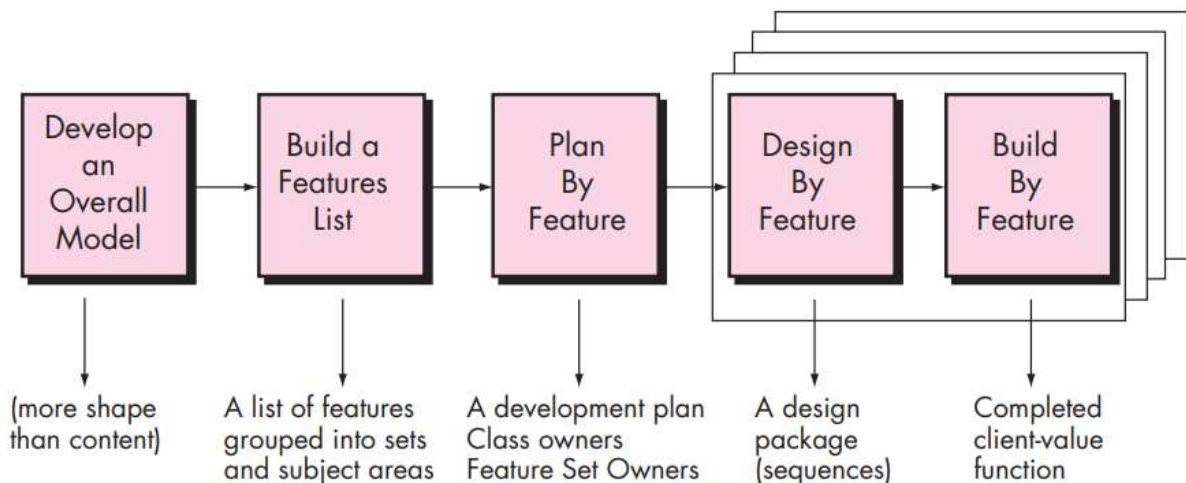 Develop
an
Overall
Model
Build a
Features
List
Plan
By
Feature
Design
By
Feature
Build
By
Feature
(more shape
than content)
A list of features
grouped into sets
and subject areas
A development plan
Class owners
Feature Set Owners
A design
package
(sequences)
Completed
client-value
function